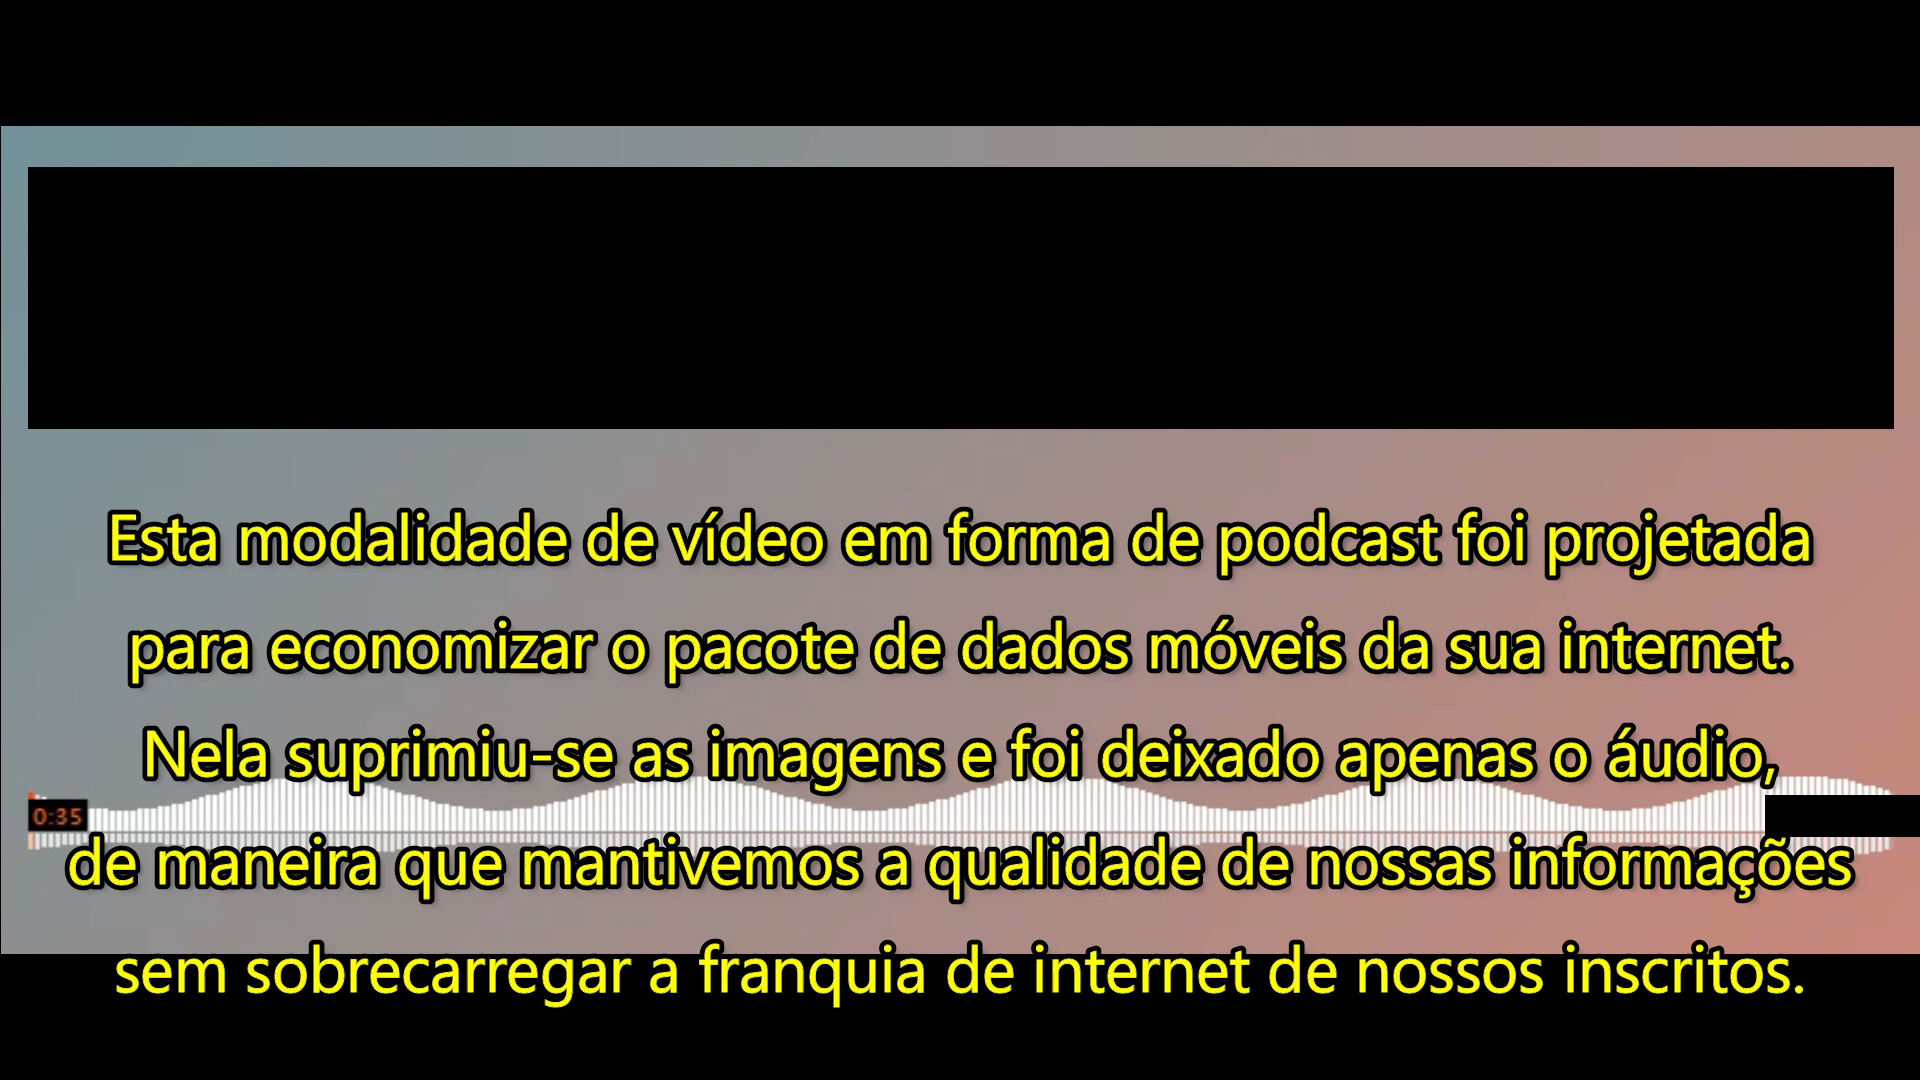 Esta modalidade de vídeo em forma de podcast foi projetada
para economizar o pacote de dados móveis da sua internet.
Nela suprimiu-se as imagens e foi deixado apenas o áudio,
0:35
de maneira que mantivemos a qualidade de nossas informações
sem sobrecarregar a franquia de internet de nossos inscritos.